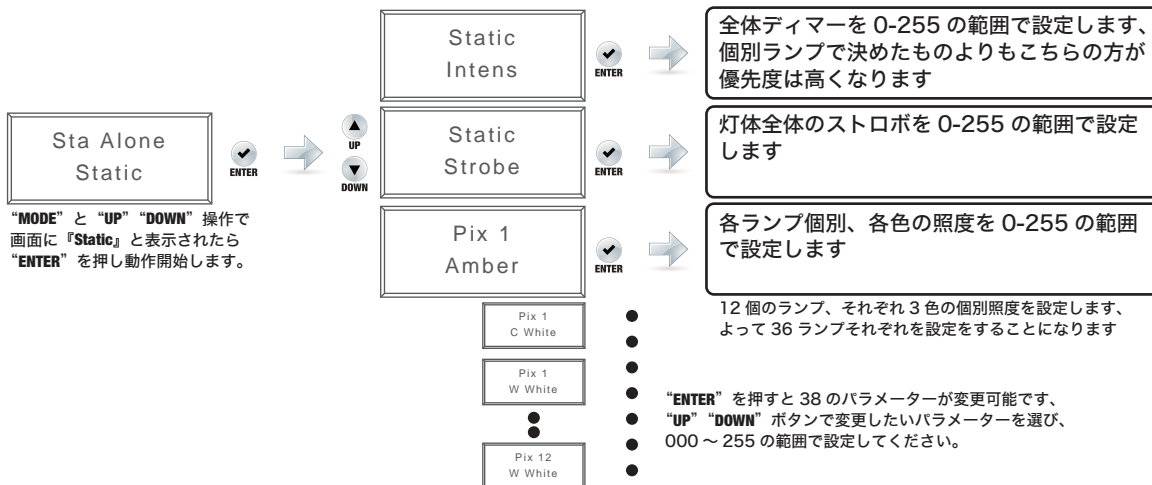 Sta Alone
Static
ENTER
“MODE”と“UP”“DOWN”操作で
画面に『Static』と表示されたら
“ENTER”を押し動作開始します。
UP
DOWN
Static
Intens
ENTER
全体ディマーを 0-255 の範囲で設定します、
個別ランプで決めたものよりもこちらの方が
優先度は高くなります
Static
Strobe
ENTER
灯体全体のストロボを 0-255 の範囲で設定
します
Pix 1
Amber
ENTER
各ランプ個別、各色の照度を 0-255 の範囲
で設定します
12 個のランプ、それぞれ 3 色の個別照度を設定します、
よって 36 ランプそれぞれを設定をすることになります
Pix 1
C White
Pix 1
W White
Pix 12
W White
“ENTER”を押すと 38 のパラメーターが変更可能です、
“UP”“DOWN”ボタンで変更したいパラメーターを選び、
000 ～ 255 の範囲で設定してください。